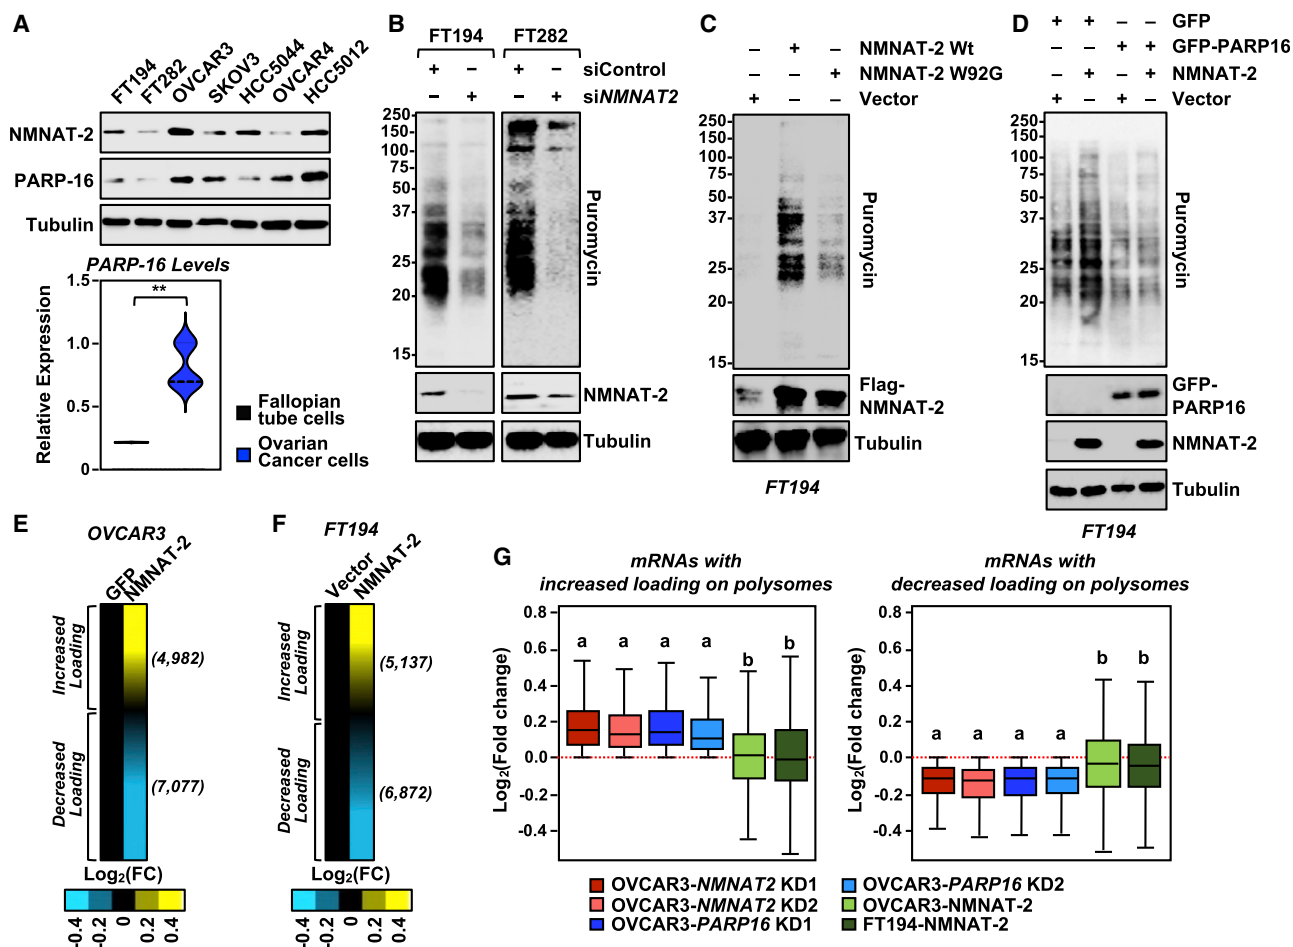 A
FT194
FT282
OVCAR3
SKOV3
HCC5044
OVCAR4
HCC5012
NMNAT-2
PARP-16
Tubulin
PARP-16 Levels
1.5
1.0
0.5
0
**
Relative Expression
Fallopian
tube cells
Ovarian
Cancer cells
B
FT194 FT282
+ – + – siControl
– + – + siNMNAT2
250
150
100
75
50
37
25
20
15
Puromycin
NMNAT-2
Tubulin
C
– + – NMNAT-2 Wt
– – + NMNAT-2 W92G
+ – – Vector
250
150
100
75
50
37
25
20
15
Puromycin
Flag-
NMNAT-2
Tubulin
FT194
D
+ + – – GFP
– – + + GFP-PARP16
– + – + NMNAT-2
+ – + – Vector
250
150
100
75
50
37
25
20
15
Puromycin
GFP-
PARP16
NMNAT-2
Tubulin
FT194
E
OVCAR3
GFP
NMNAT-2
Increased
Loading
(4,982)
Decreased
Loading
(7,077)
Log2(FC)
-0.4 -0.2 0 0.2 0.4
F
FT194
Vector
NMNAT-2
Increased
Loading
(5,137)
Decreased
Loading
(6,872)
Log2(FC)
-0.4 -0.2 0 0.2 0.4
G
mRNAs with
increased loading on polysomes
0.8
0.6
0.4
0.2
0.0
-0.2
-0.4
Log2(Fold change)
a a a a b b
mRNAs with
decreased loading on polysomes
0.8
0.6
0.4
0.2
0.0
-0.2
-0.4
Log2(Fold change)
a a a a b b
OVCAR3-NMNAT2 KD1
OVCAR3-NMNAT2 KD2
OVCAR3-PARP16 KD1
OVCAR3-PARP16 KD2
OVCAR3-NMNAT-2
FT194-NMNAT-2